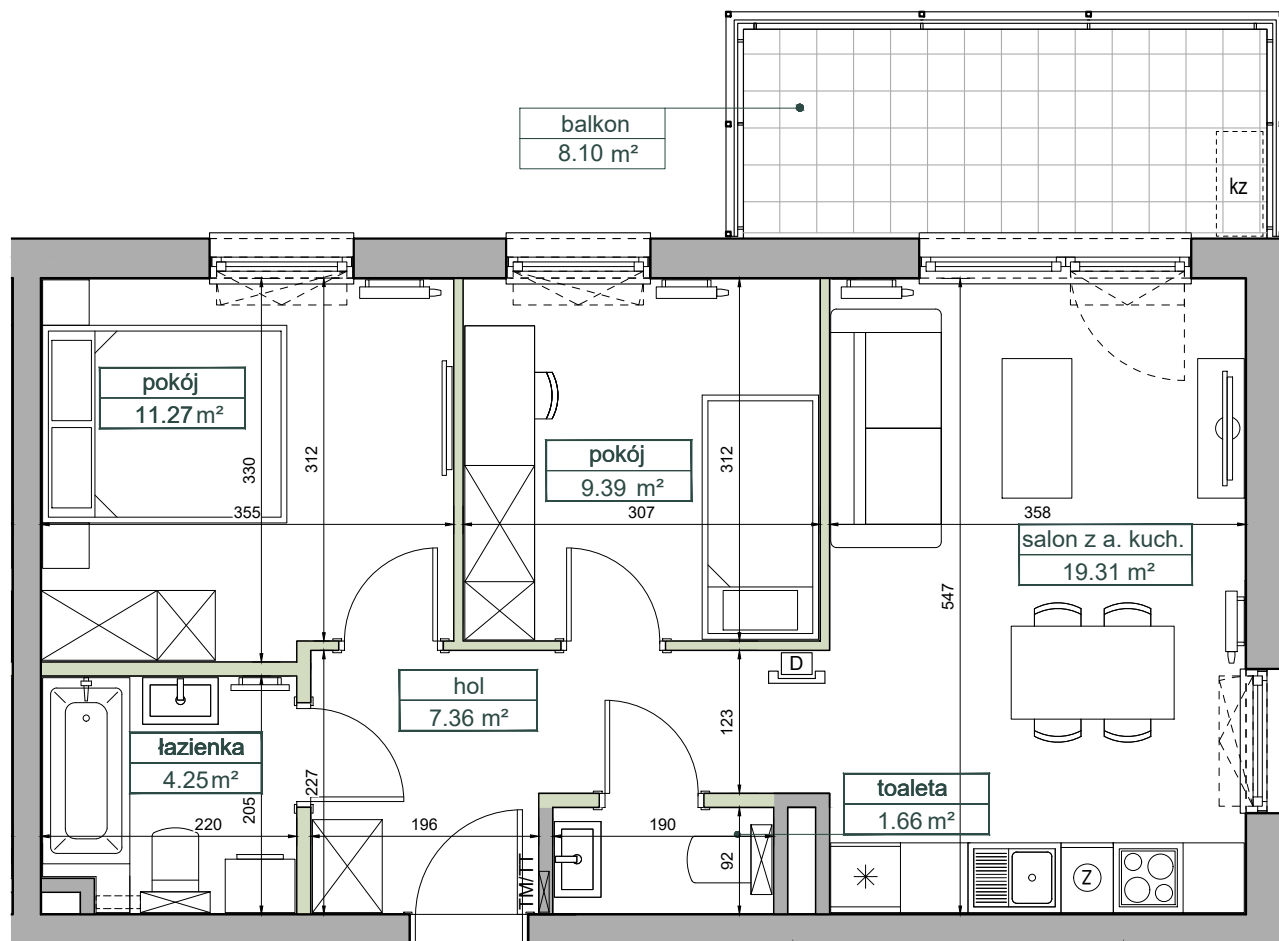 balkon
8.10 m²
kz
pokój
11.27 m²
330
312
355
pokój
9.39 m²
312
307
358
salon z a. kuch.
19.31 m²
547
D
hol
7.36 m²
123
łazienka
4.25 m²
227
205
220
196
190
toaleta
1.66 m²
92
TM/TT
Z